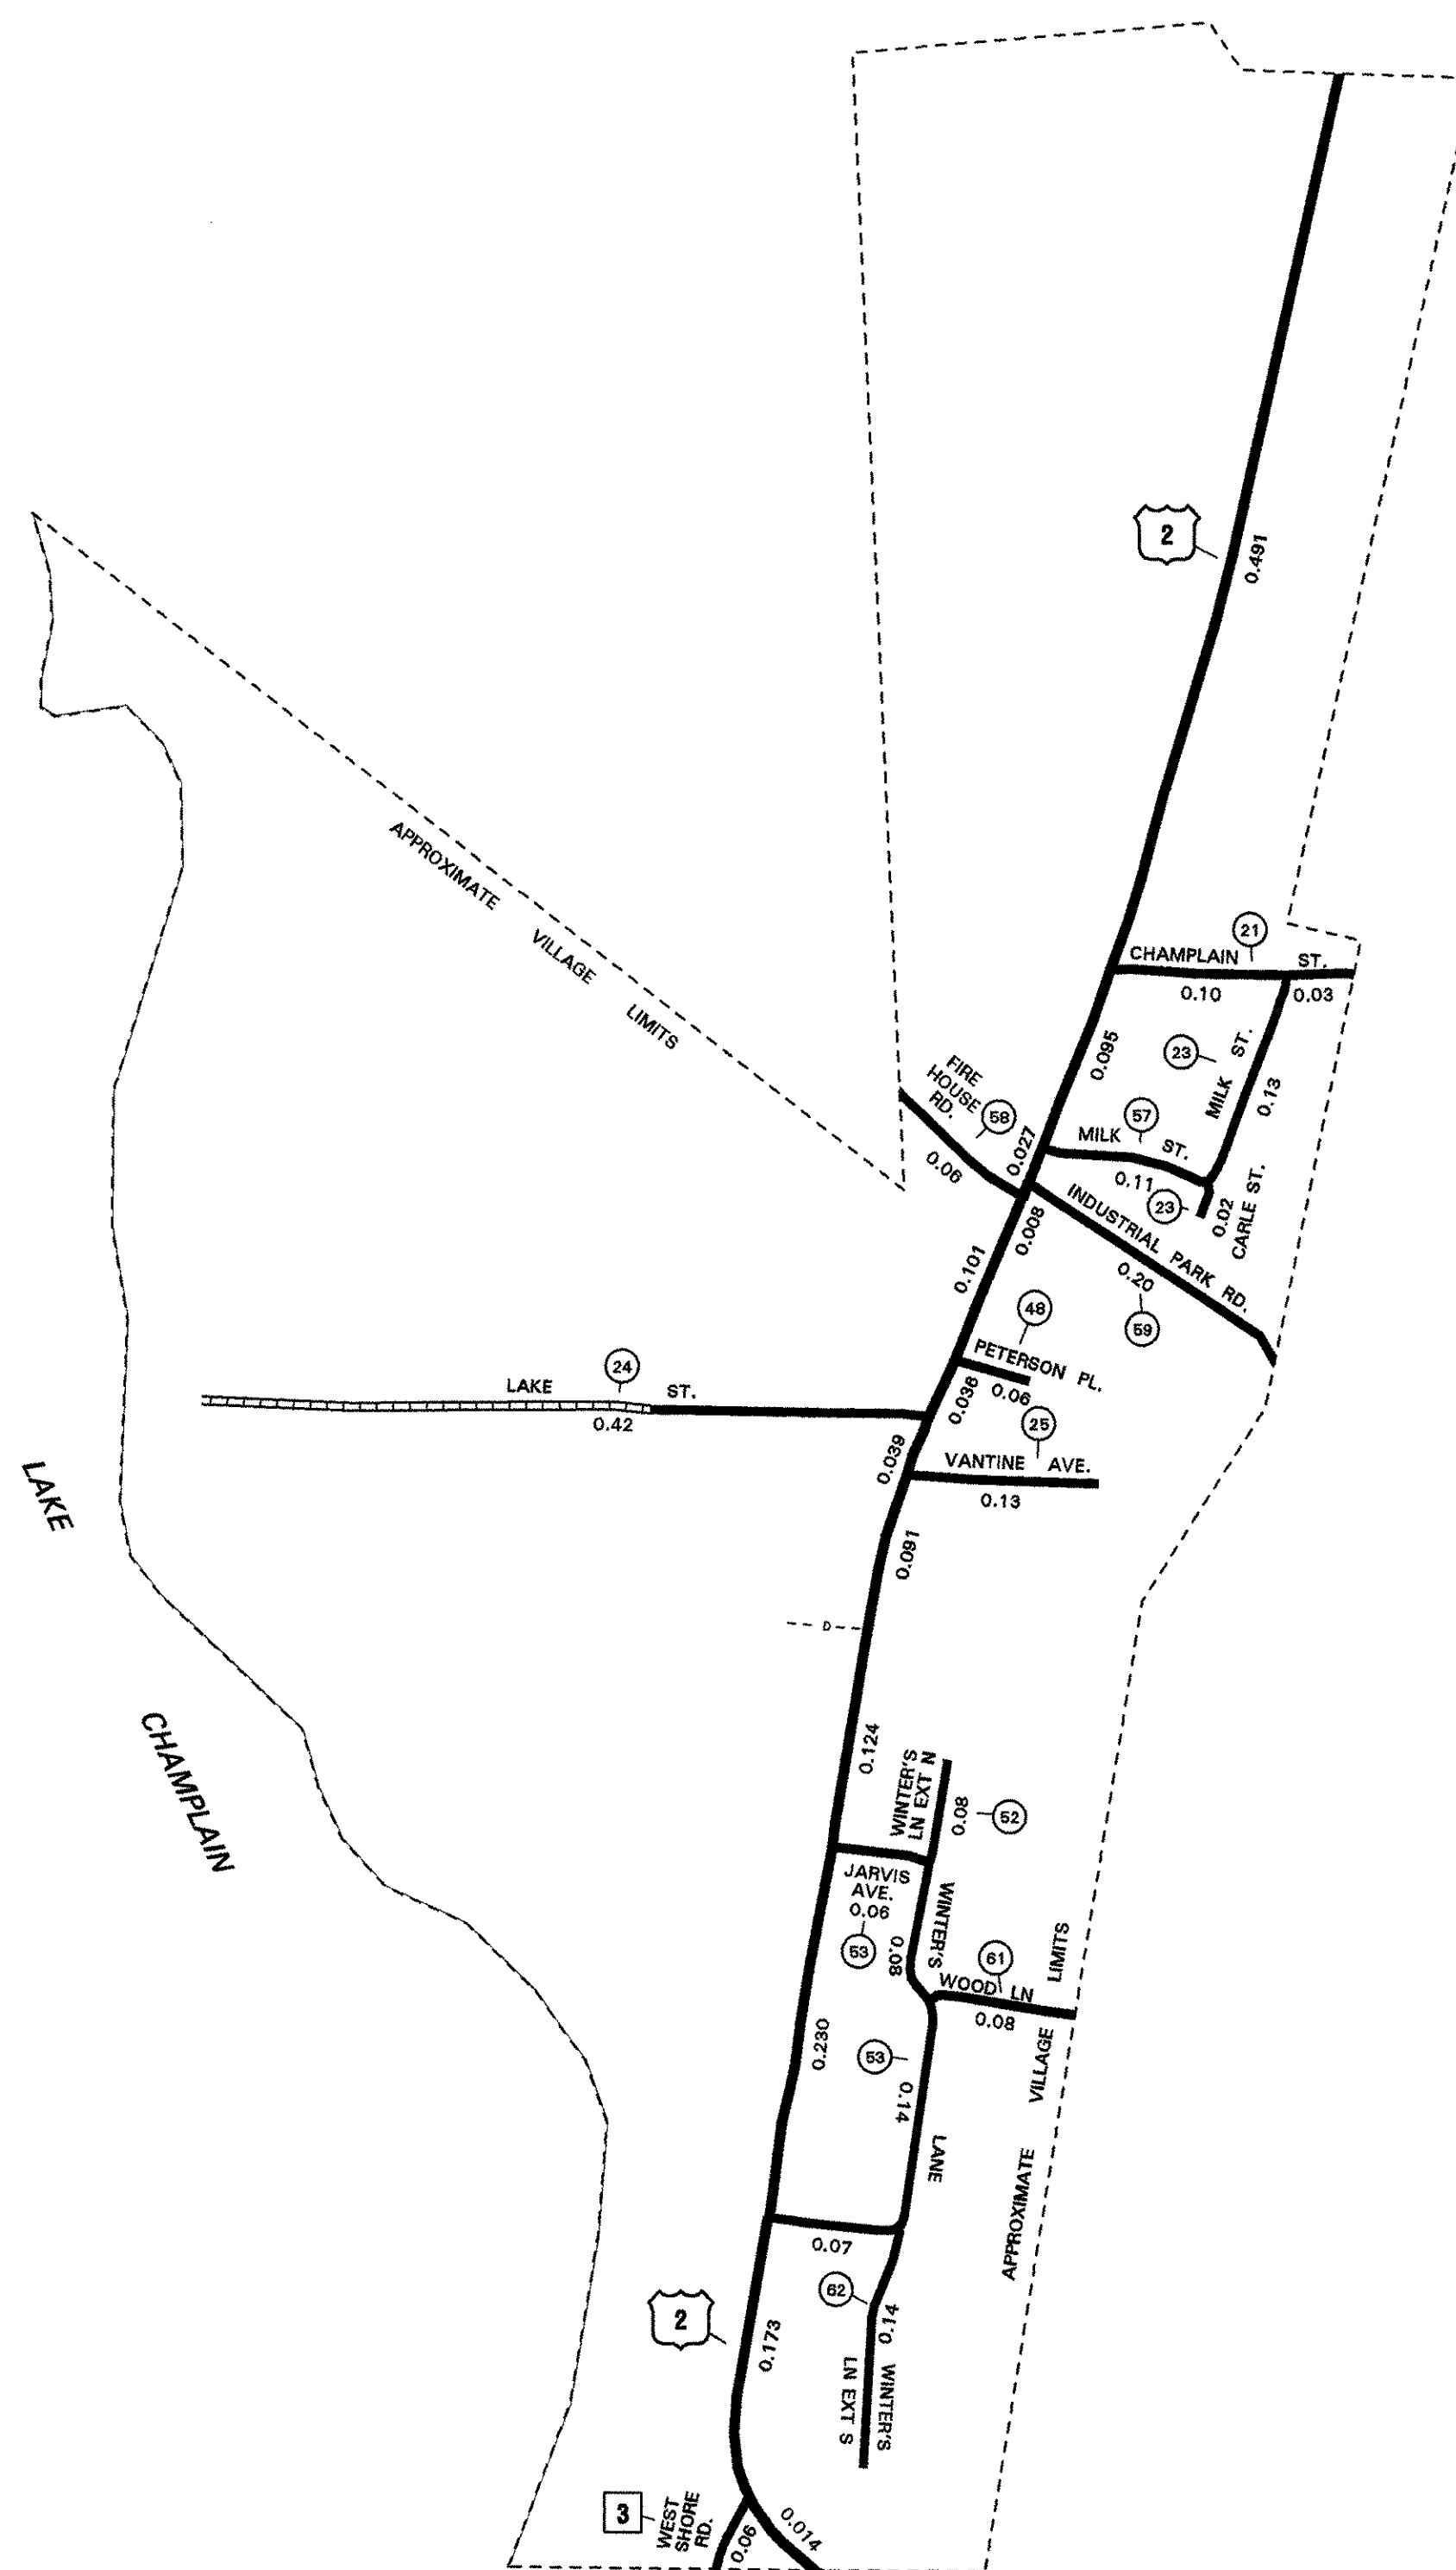 2
0.491
APPROXIMATE
VILLAGE
LIMITS
21
CHAMPLAIN ST.
0.10 0.03
0.095
23
MILK ST.
0.13
FIRE
HOUSE
RD.
58
0.06
0.027
57
MILK ST.
0.11
23
0.02
CARLE ST.
0.008
INDUSTRIAL PARK RD.
0.20
59
0.101
48
PETERSON PL.
0.06
0.036
24
LAKE ST.
0.42
25
0.039
VANTINE AVE.
0.13
LAKE
CHAMPLAIN
0.091
D
0.124
WINTER'S
LN EXT N
0.08
52
JARVIS
AVE.
0.06
53
0.08
WINTER'S
LANE
61
WOOD LN
0.08
0.230
53
0.14
APPROXIMATE VILLAGE LIMITS
0.07
62
0.14
WINTER'S
LN EXT S
2
0.173
3
WEST
SHORE
RD.
0.06
0.014